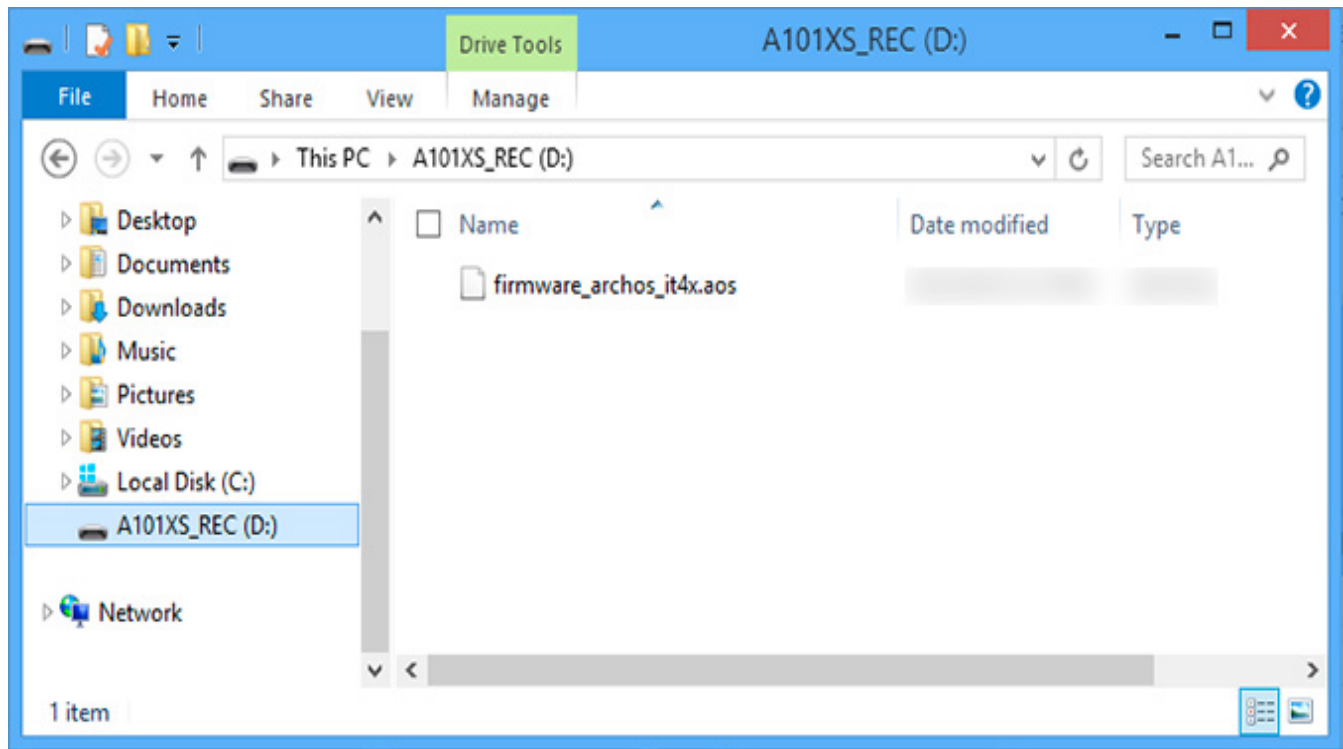 Drive Tools
A101XS_REC (D:)
File Home Share View Manage
This PC A101XS_REC (D:)
Search A1...
Desktop
Documents
Downloads
Music
Pictures
Videos
Local Disk (C:)
A101XS_REC (D:)
Network
Name Date modified Type
firmware_archos_it4x.aos
1 item